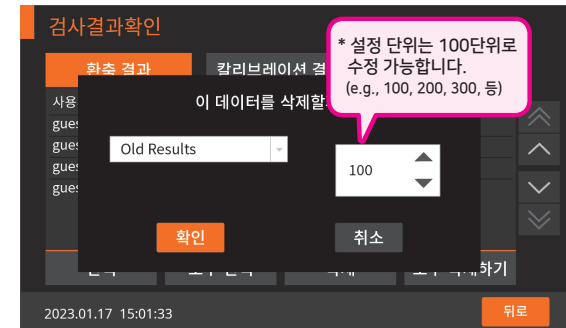 검사결과확인
* 설정 단위는 100단위로
수정 가능합니다.
(e.g., 100, 200, 300, 등)
환축 결과
칼리브레이션 결
사용
이 데이터를 삭제할
gues
gues
gues
gues
Old Results
100
확인
취소
하기
2023.01.17 15:01:33
뒤로